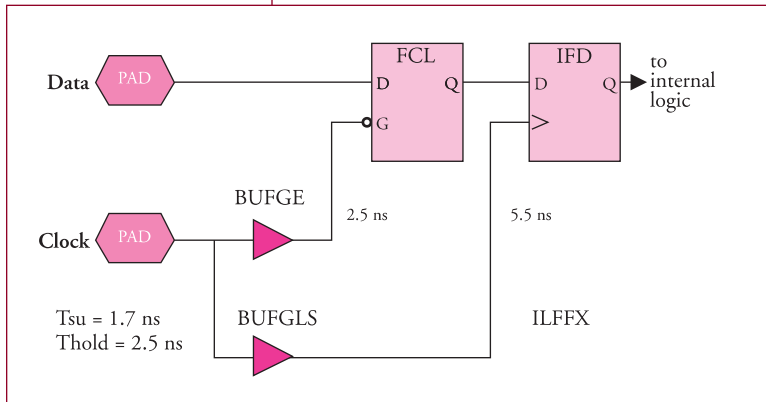 FCL
IFD
Data
PAD
D
Q
D
Q
to
internal
logic
G
BUFGE
2.5 ns
5.5 ns
Clock
PAD
Tsu = 1.7 ns
Thold = 2.5 ns
BUFGLS
ILFFX